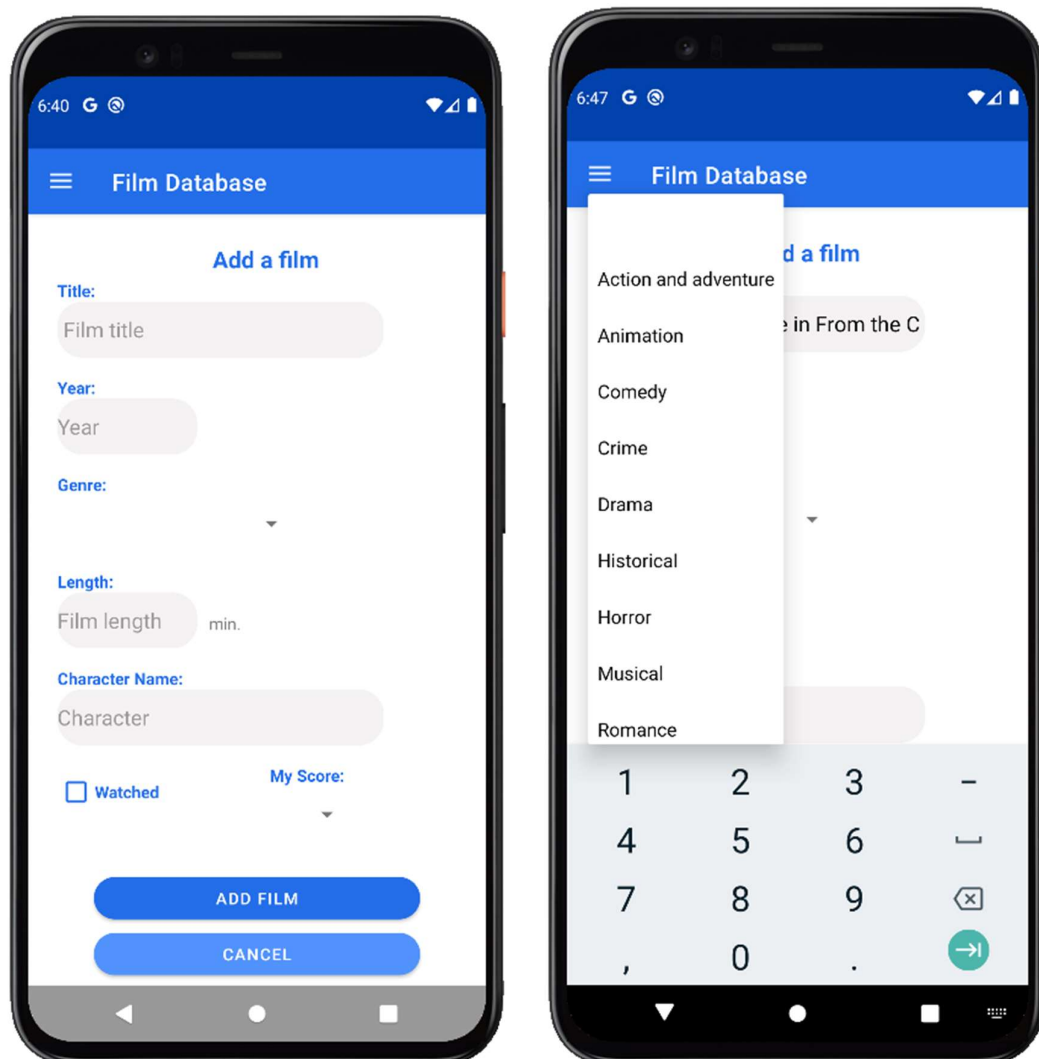 6:40 G
Film Database
Add a film
Title:
Film title
Year:
Year
Genre:
Length:
Film length min.
Character Name:
Character
Watched
My Score:
ADD FILM
CANCEL
6:47 G
Film Database
d a film
e in From the C
Action and adventure
Animation
Comedy
Crime
Drama
Historical
Horror
Musical
Romance
1 2 3 -
4 5 6
7 8 9
, 0 .